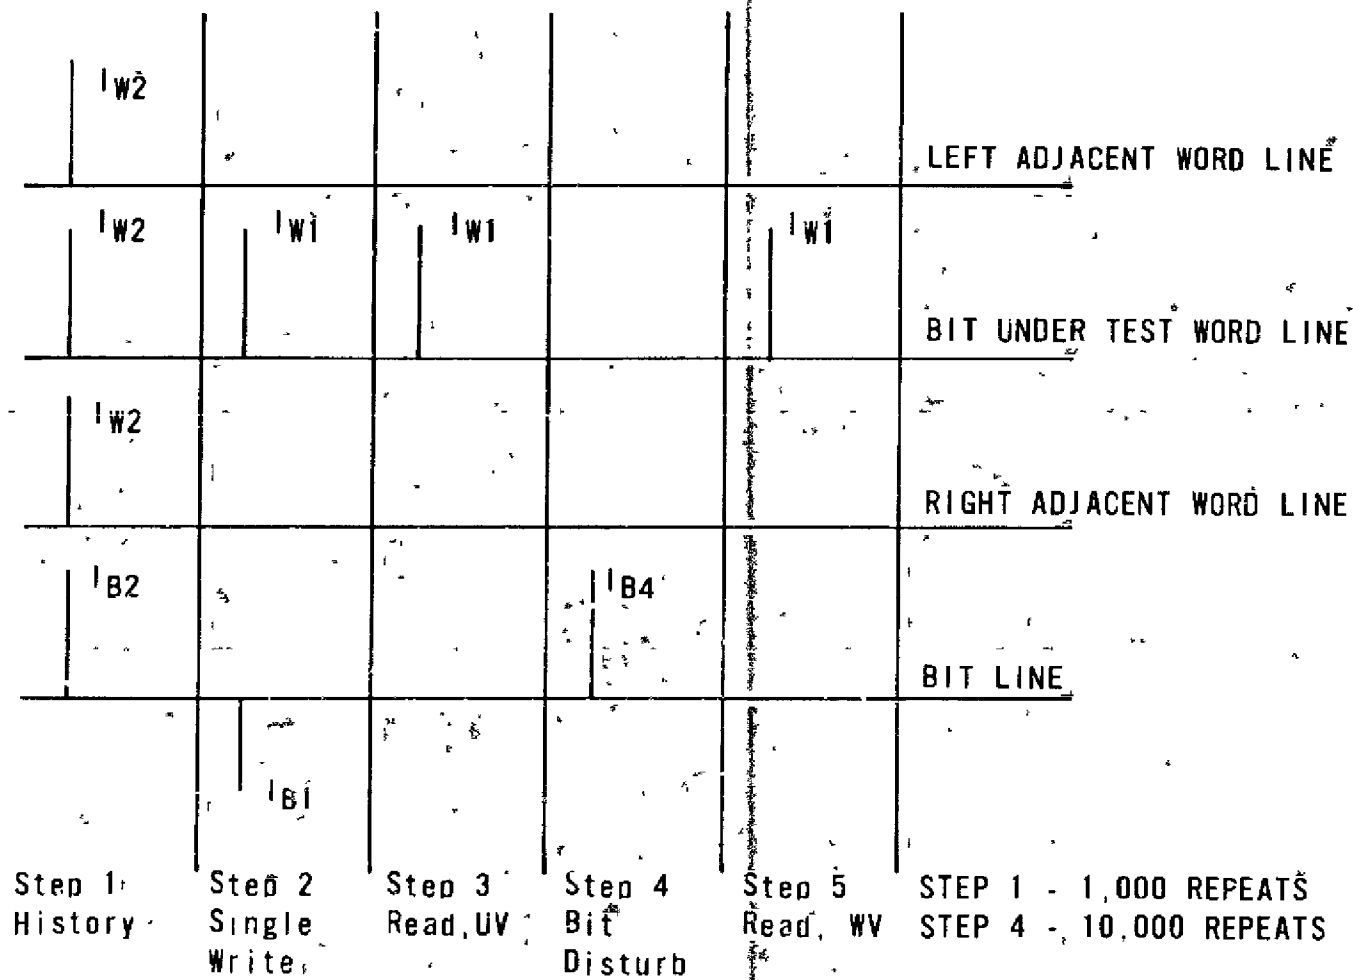 IW2
LEFT ADJACENT WORD LINE
IW2 IW1 IW1 IW1
BIT UNDER TEST WORD LINE
IW2
RIGHT ADJACENT WORD LINE
IB2 IB4
BIT LINE
IB1
Step 1 Step 2 Step 3 Step 4 Step 5 STEP 1 - 1,000 REPEATS
History Single Read, UV Bit Read, WV STEP 4 - 10,000 REPEATS
Write Disturb